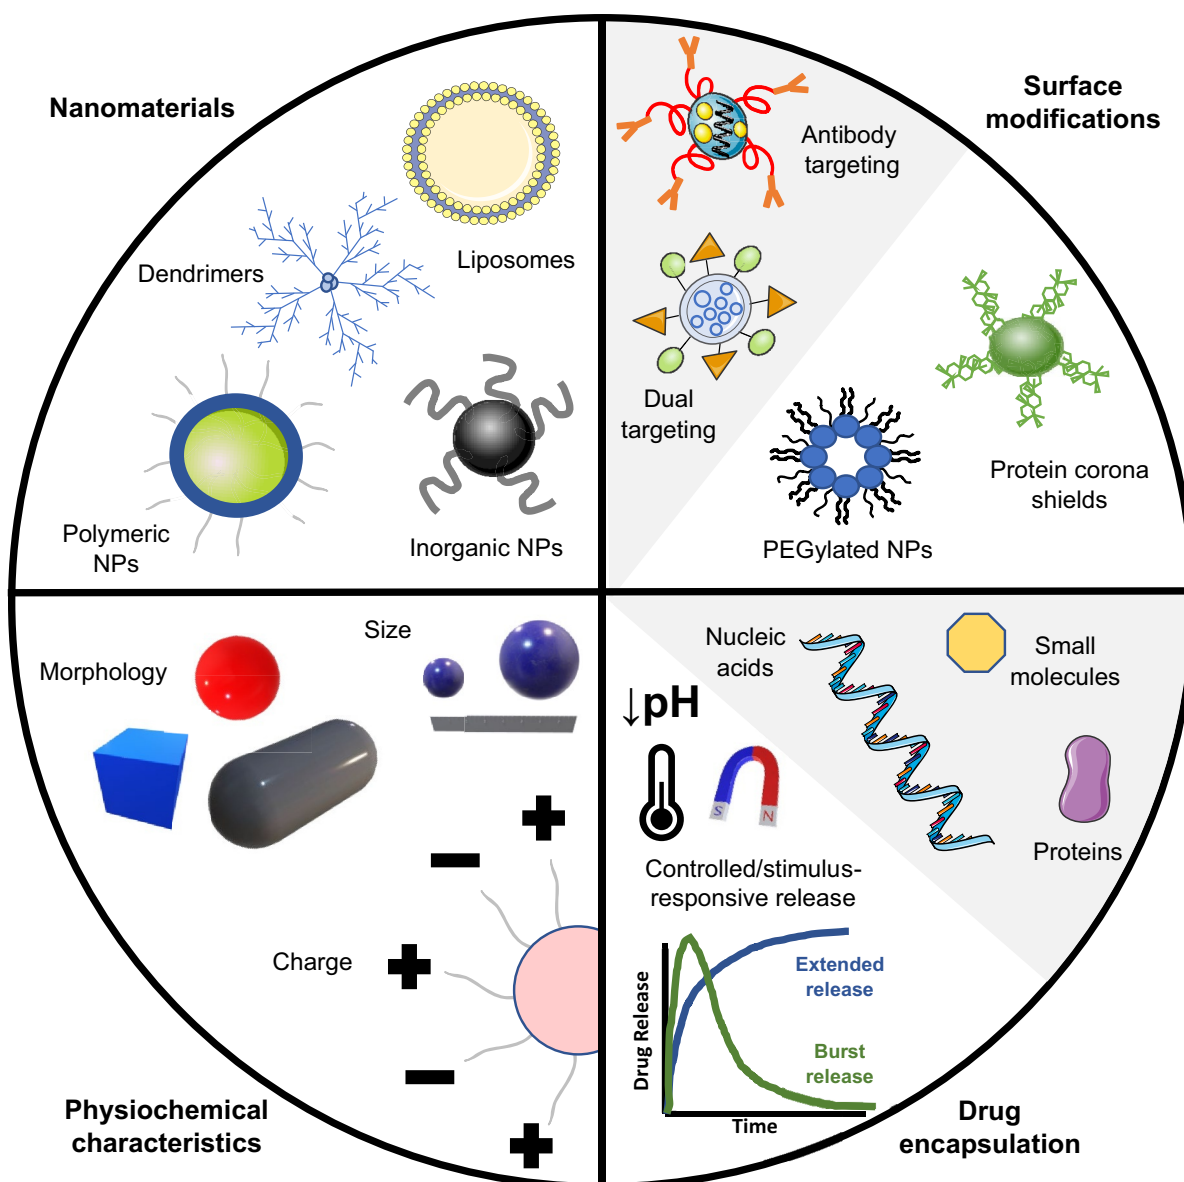 Nanomaterials
Liposomes
Dendrimers
Polymeric
NPs
Inorganic NPs
Surface
modifications
Antibody
targeting
Dual
targeting
Protein corona
shields
PEGylated NPs
Morphology
Size
Charge
Physiochemical
characteristics
Nucleic
acids
Small
molecules
Proteins
↓pH
S N
Controlled/stimulus-
responsive release
Drug Release
Extended
release
Burst
release
Time
Drug
encapsulation